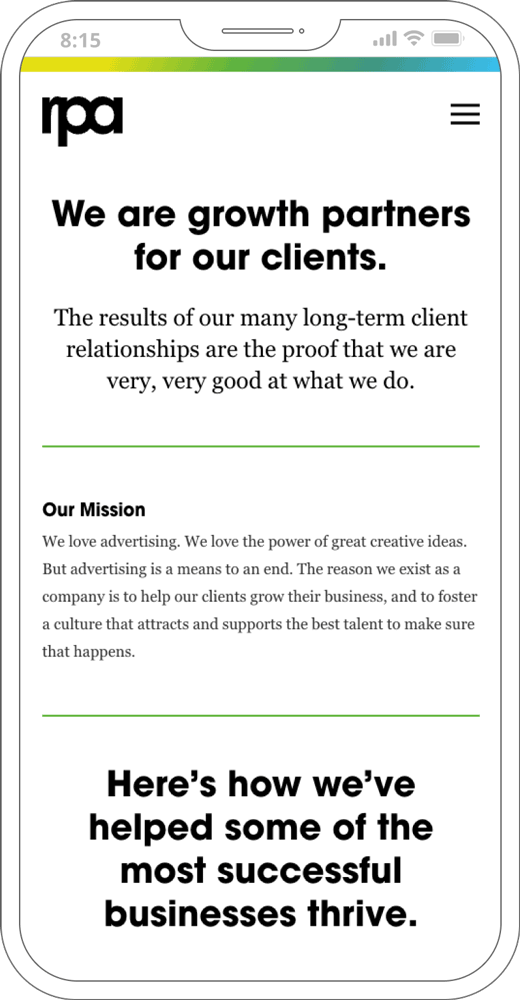 8:15
rpa
We are growth partners
for our clients.
The results of our many long-term client
relationships are the proof that we are
very, very good at what we do.
Our Mission
We love advertising. We love the power of great creative ideas.
But advertising is a means to an end. The reason we exist as a
company is to help our clients grow their business, and to foster
a culture that attracts and supports the best talent to make sure
that happens.
Here’s how we’ve
helped some of the
most successful
businesses thrive.